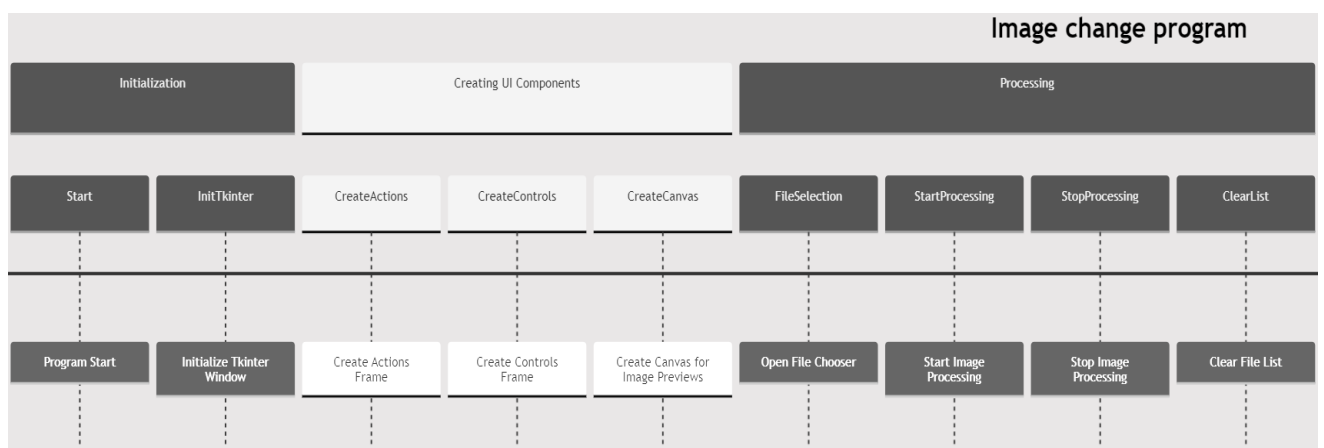 Image change program
Initialization
Creating UI Components
Processing
Start
InitTkinter
CreateActions
CreateControls
CreateCanvas
FileSelection
StartProcessing
StopProcessing
ClearList
Program Start
Initialize Tkinter
Window
Create Actions
Frame
Create Controls
Frame
Create Canvas for
Image Previews
Open File Chooser
Start Image
Processing
Stop Image
Processing
Clear File List